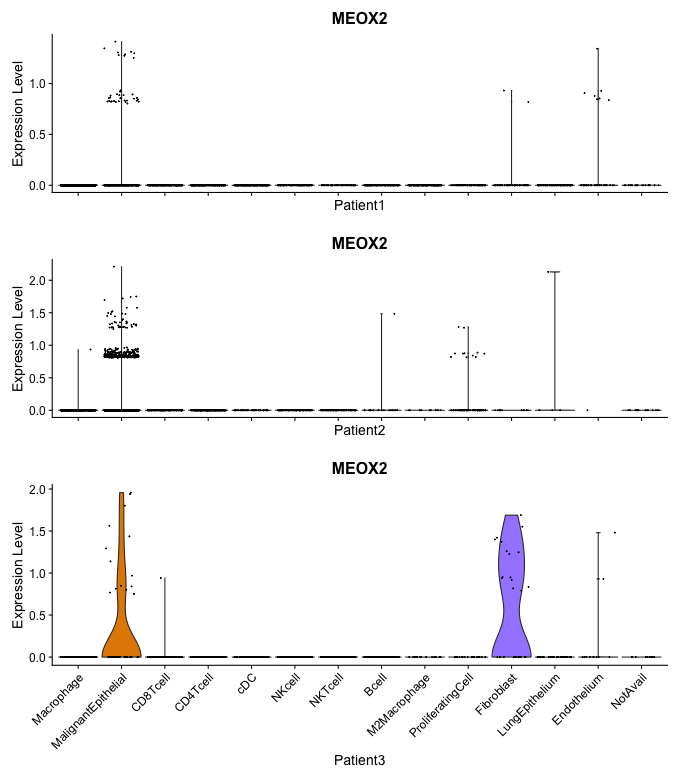 MEOX2
Expression Level
1.0
0.5
0.0
Patient1
MEOX2
Expression Level
2.0
1.5
1.0
0.5
0.0
Patient2
MEOX2
Expression Level
2.0
1.5
1.0
0.5
0.0
Macrophage
MalignantEpithelial
CD8Tcell
CD4Tcell
cDC
NKcell
NKTcell
Bcell
M2Macrophage
ProliferatingCell
Fibroblast
LungEpithelium
Endothelium
NotAvail
Patient3